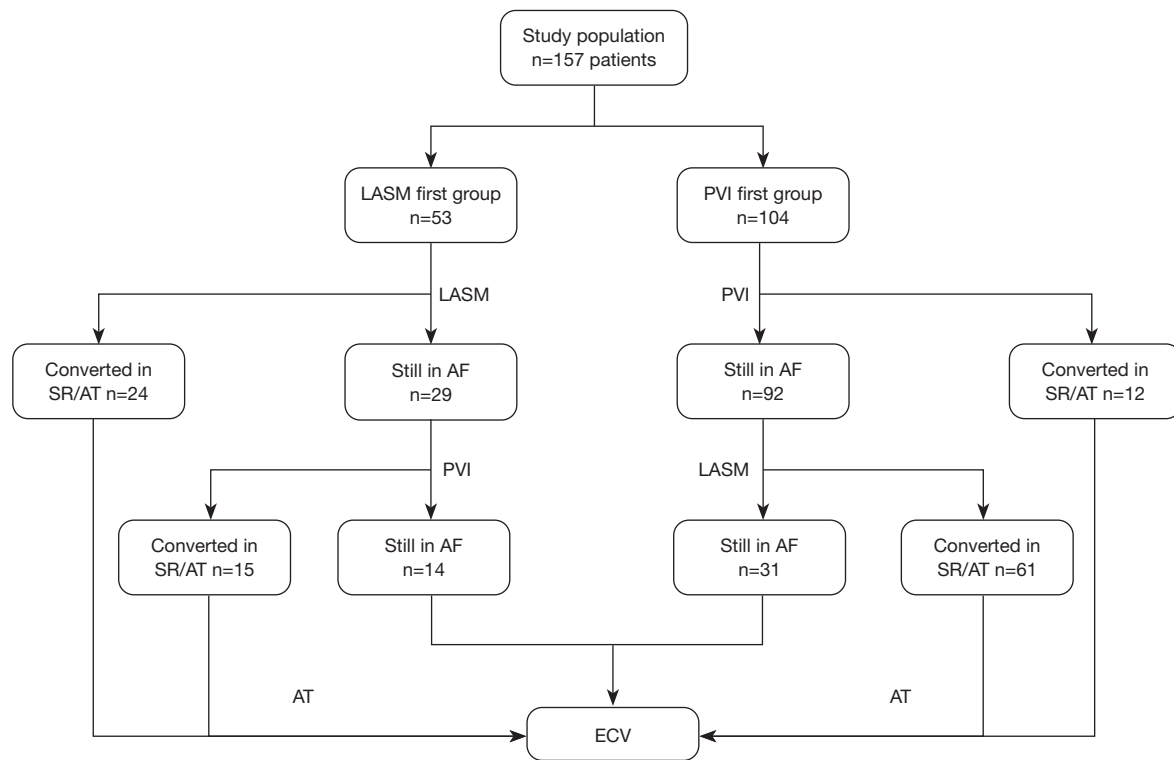 Study population
n=157 patients
LASM first group
n=53
PVI first group
n=104
LASM
PVI
Converted in
SR/AT n=24
Still in AF
n=29
Still in AF
n=92
Converted in
SR/AT n=12
PVI
LASM
Converted in
SR/AT n=15
Still in AF
n=14
Still in AF
n=31
Converted in
SR/AT n=61
AT
AT
ECV